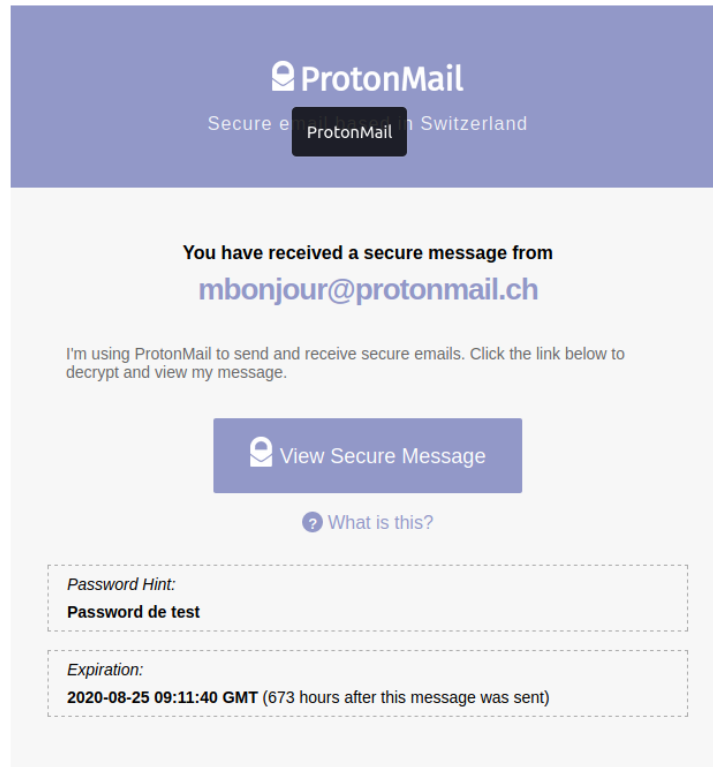 ProtonMail
Secure email based in Switzerland
ProtonMail
You have received a secure message from
mbonjour@protonmail.ch
I'm using ProtonMail to send and receive secure emails. Click the link below to
decrypt and view my message.
View Secure Message
? What is this?
Password Hint:
Password de test
Expiration:
2020-08-25 09:11:40 GMT (673 hours after this message was sent)